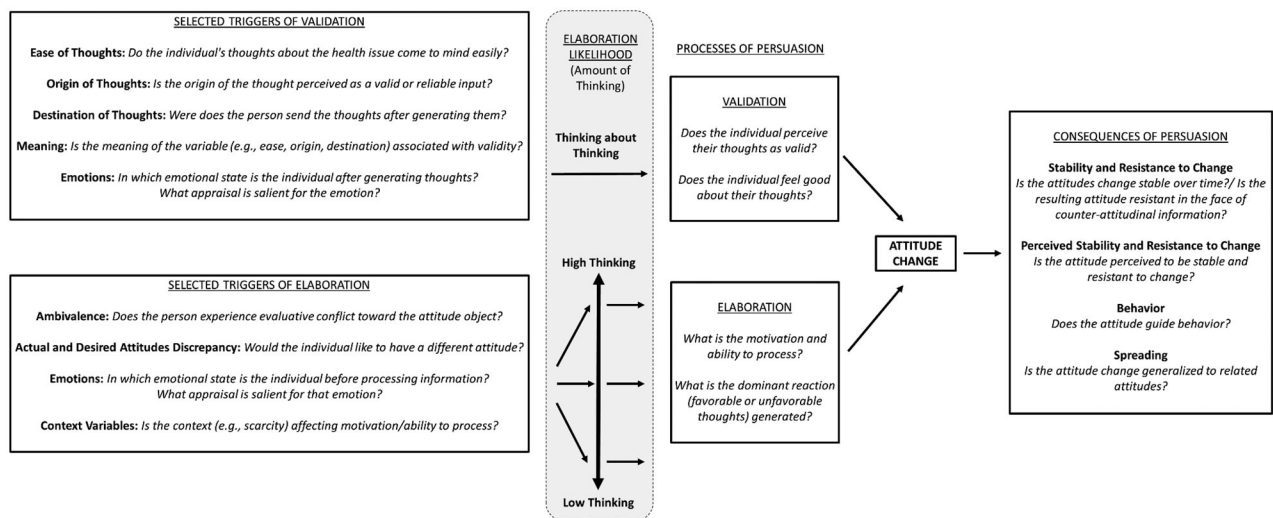 SELECTED TRIGGERS OF VALIDATION
Ease of Thoughts: Do the individual's thoughts about the health issue come to mind easily?
Origin of Thoughts: Is the origin of the thought perceived as a valid or reliable input?
Destination of Thoughts: Were does the person send the thoughts after generating them?
Meaning: Is the meaning of the variable (e.g., ease, origin, destination) associated with validity?
Emotions: In which emotional state is the individual after generating thoughts?
What appraisal is salient for the emotion?
SELECTED TRIGGERS OF ELABORATION
Ambivalence: Does the person experience evaluative conflict toward the attitude object?
Actual and Desired Attitudes Discrepancy: Would the individual like to have a different attitude?
Emotions: In which emotional state is the individual before processing information?
What appraisal is salient for that emotion?
Context Variables: Is the context (e.g., scarcity) affecting motivation/ability to process?
ELABORATION
LIKELIHOOD
(Amount of
Thinking)
Thinking about
Thinking
High Thinking
Low Thinking
PROCESSES OF PERSUASION
VALIDATION
Does the individual perceive
their thoughts as valid?
Does the individual feel good
about their thoughts?
ELABORATION
What is the motivation and
ability to process?
What is the dominant reaction
(favorable or unfavorable
thoughts) generated?
ATTITUDE
CHANGE
CONSEQUENCES OF PERSUASION
Stability and Resistance to Change
Is the attitudes change stable over time?/ Is the
resulting attitude resistant in the face of
counter-attitudinal information?
Perceived Stability and Resistance to Change
Is the attitude perceived to be stable and
resistant to change?
Behavior
Does the attitude guide behavior?
Spreading
Is the attitude change generalized to related
attitudes?